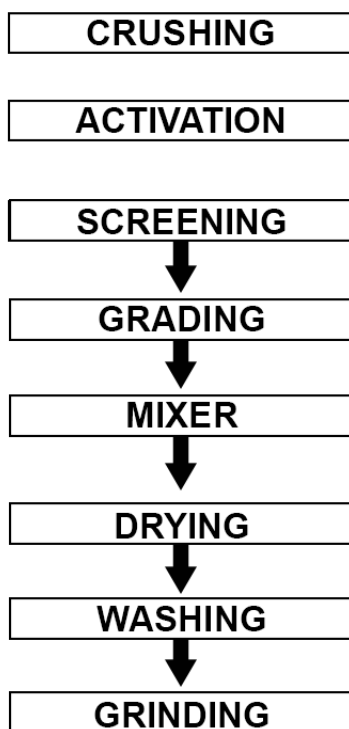 CRUSHING
ACTIVATION
SCREENING
GRADING
MIXER
DRYING
WASHING
GRINDING